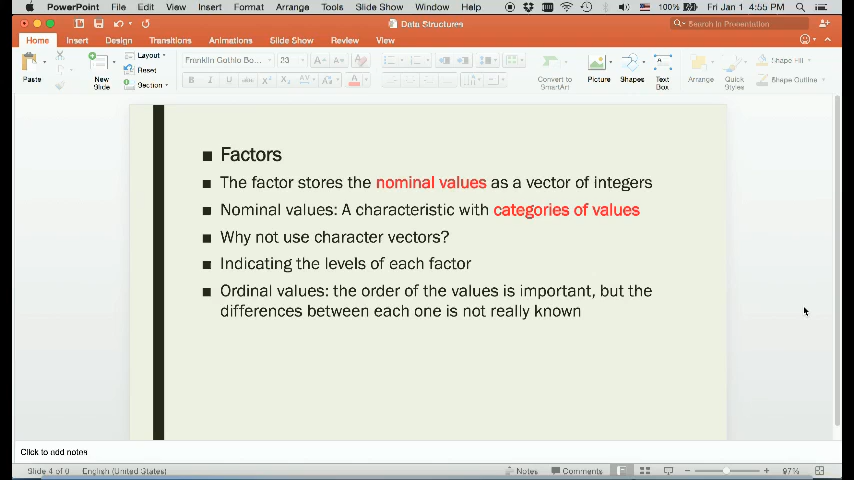 PowerPoint File Edit View Insert Format Arrange Tools Slide Show Window Help 100% Fri Jan 1 4:55 PM
Data Structures
Search in Presentation
Home Insert Design Transitions Animations Slide Show Review View
Paste
New Slide
Layout
Reset
Section
Franklin Gothic Bo... 23
Convert to SmartArt
Picture
Shapes
Text Box
Arrange
Quick Styles
Shape Fill
Shape Outline
Factors
The factor stores the nominal values as a vector of integers
Nominal values: A characteristic with categories of values
Why not use character vectors?
Indicating the levels of each factor
Ordinal values: the order of the values is important, but the
differences between each one is not really known
Click to add notes
English (United States) Notes Comments 97%